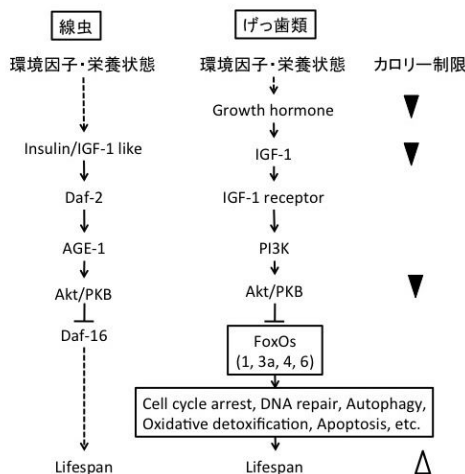 線虫
げっ歯類
環境因子・栄養状態
環境因子・栄養状態
カロリー制限
Growth hormone
Insulin/IGF-1 like
IGF-1
Daf-2
IGF-1 receptor
AGE-1
PI3K
Akt/PKB
Akt/PKB
Daf-16
FoxOs
(1, 3a, 4, 6)
Cell cycle arrest, DNA repair, Autophagy,
Oxidative detoxification, Apoptosis, etc.
Lifespan
Lifespan